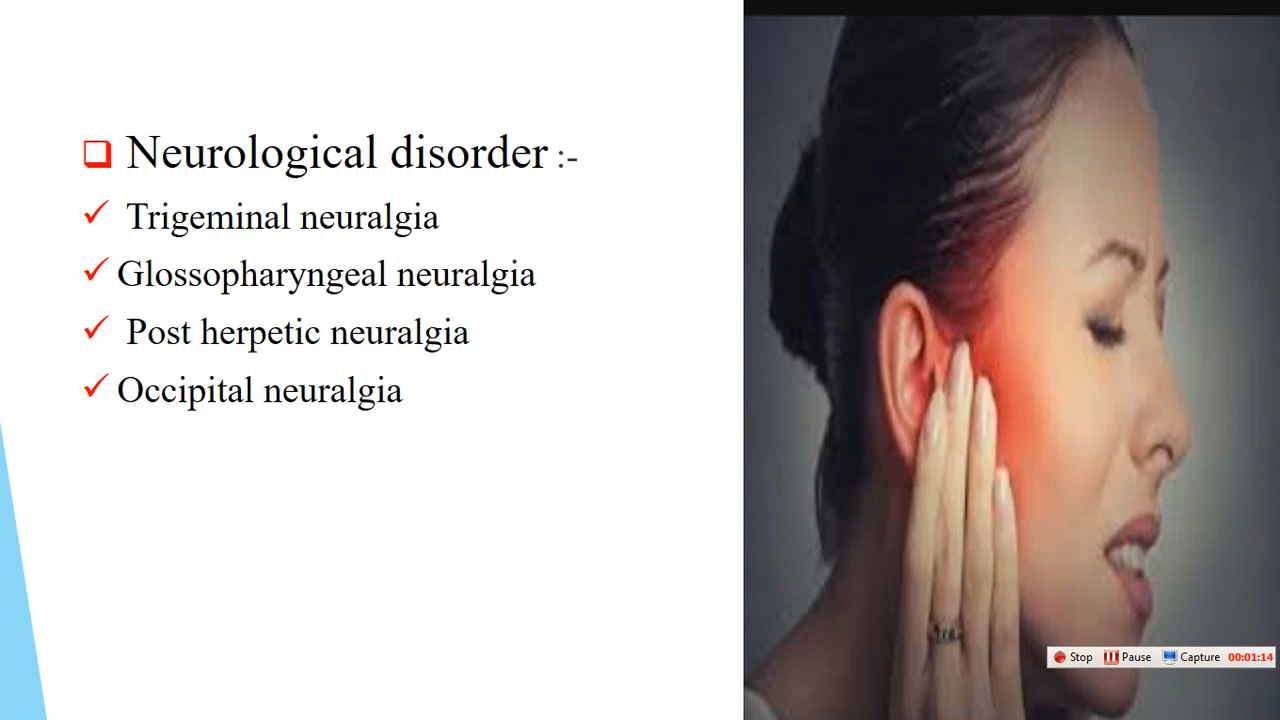 Neurological disorder :-
Trigeminal neuralgia
Glossopharyngeal neuralgia
Post herpetic neuralgia
Occipital neuralgia
Stop Pause Capture 00:01:14